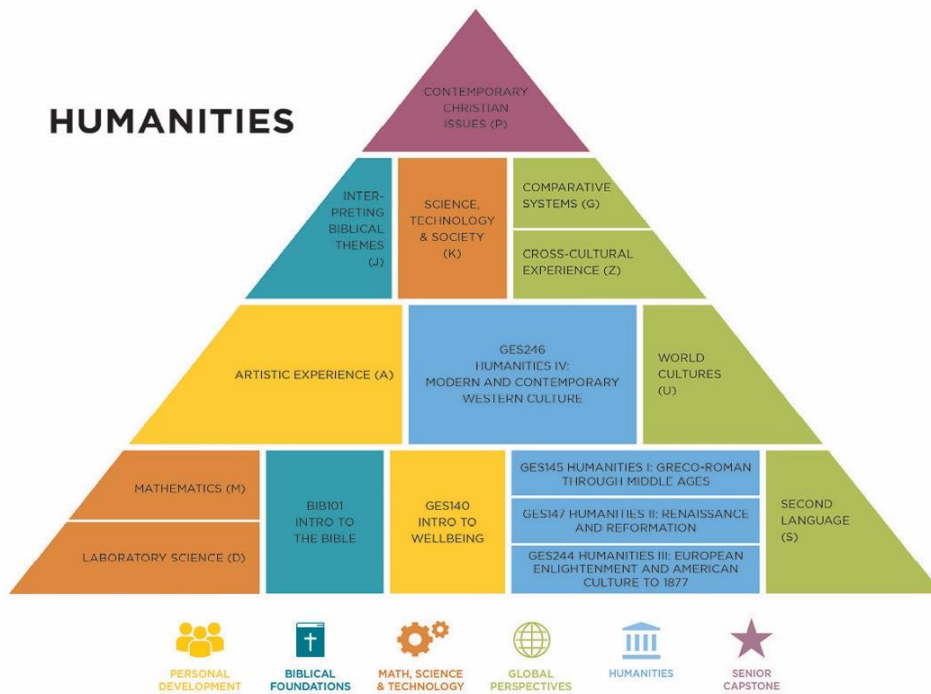 HUMANITIES
CONTEMPORARY
CHRISTIAN
ISSUES (P)
INTER-
PRETING
BIBLICAL
THEMES
(J)
SCIENCE,
TECHNOLOGY
& SOCIETY
(K)
COMPARATIVE
SYSTEMS (G)
CROSS-CULTURAL
EXPERIENCE (Z)
ARTISTIC EXPERIENCE (A)
GES246
HUMANITIES IV:
MODERN AND CONTEMPORARY
WESTERN CULTURE
WORLD
CULTURES
(U)
MATHEMATICS (M)
LABORATORY SCIENCE (D)
BIB101
INTRO TO
THE BIBLE
GES140
INTRO TO
WELLBEING
GES145 HUMANITIES I: GRECO-ROMAN
THROUGH MIDDLE AGES
GES147 HUMANITIES II: RENAISSANCE
AND REFORMATION
GES244 HUMANITIES III: EUROPEAN
ENLIGHTENMENT AND AMERICAN
CULTURE TO 1877
SECOND
LANGUAGE
(S)
PERSONAL
DEVELOPMENT
BIBLICAL
FOUNDATIONS
MATH, SCIENCE
& TECHNOLOGY
GLOBAL
PERSPECTIVES
HUMANITIES
SENIOR
CAPSTONE